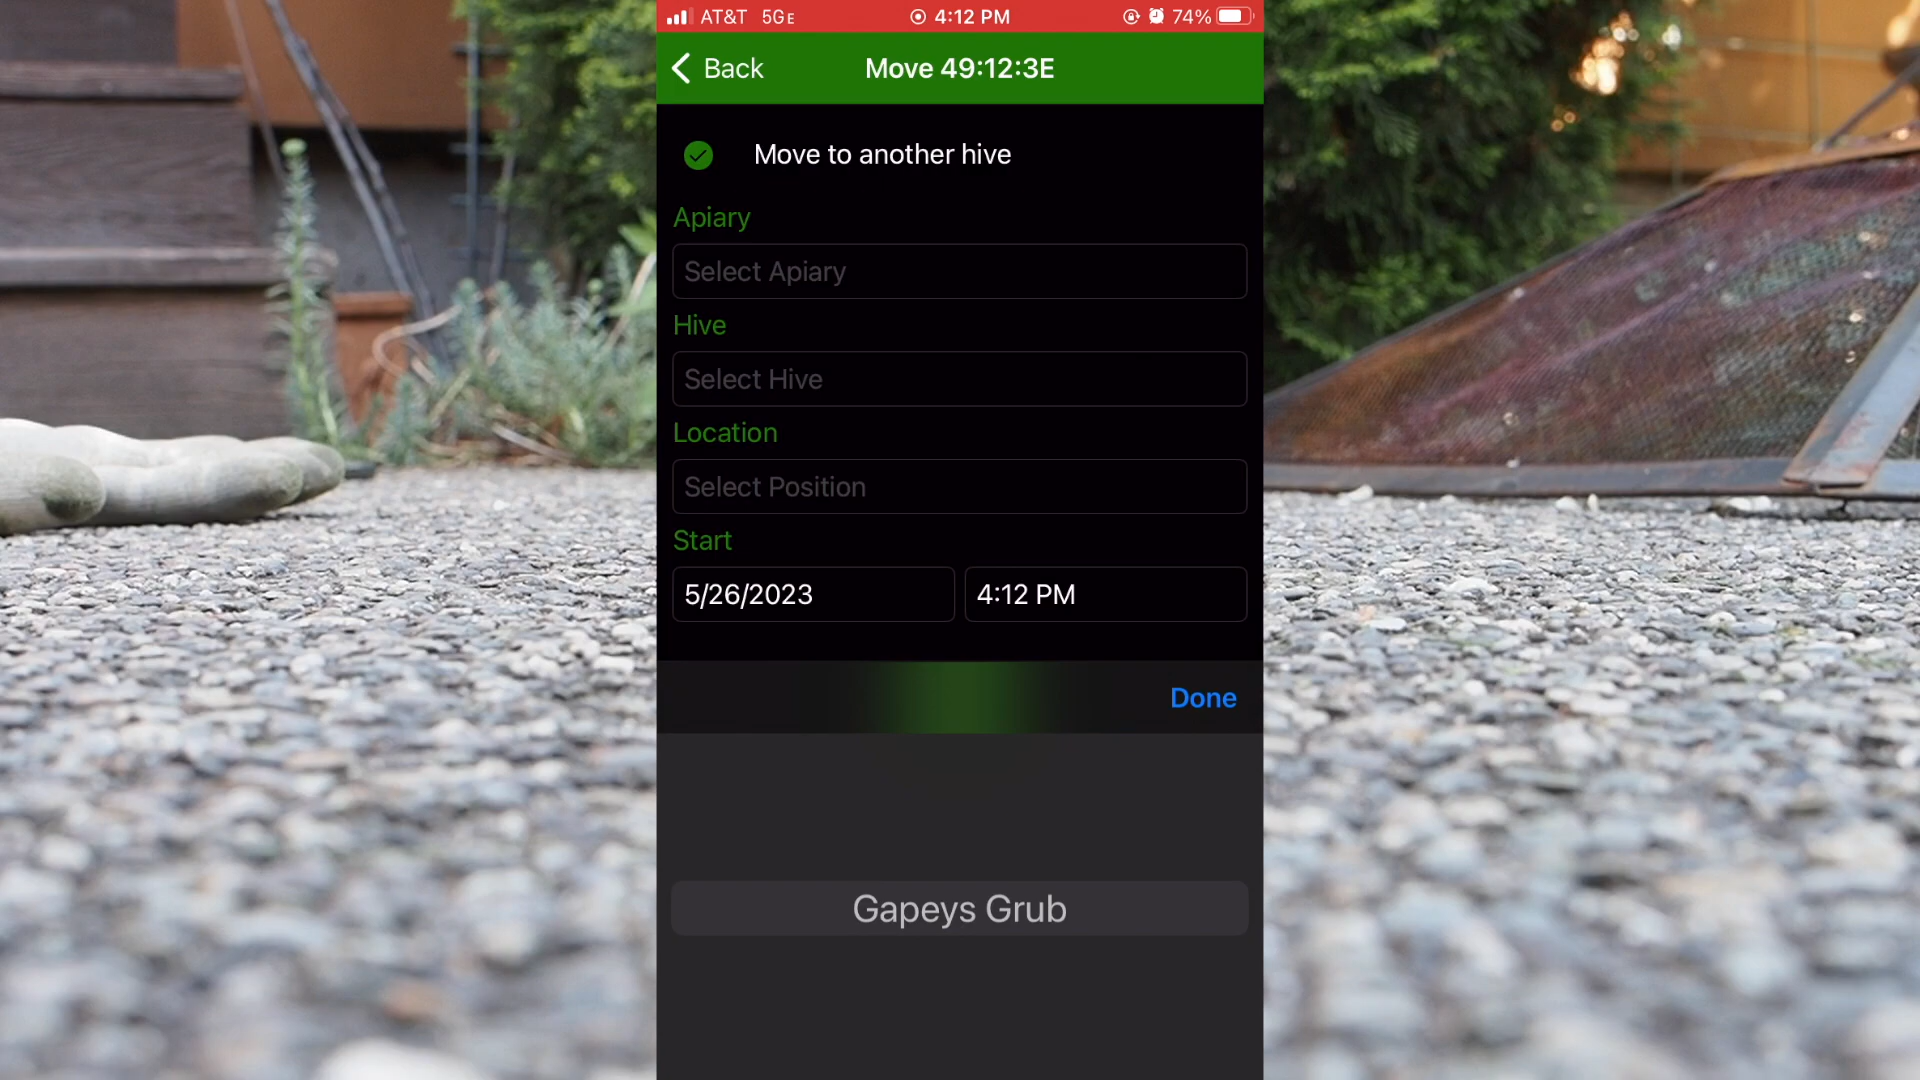 AT&T 5GE 4:12 PM 74%
Back Move 49:12:3E
Move to another hive
Apiary
Select Apiary
Hive
Select Hive
Location
Select Position
Start
5/26/2023 4:12 PM
Done
Gapeys Grub